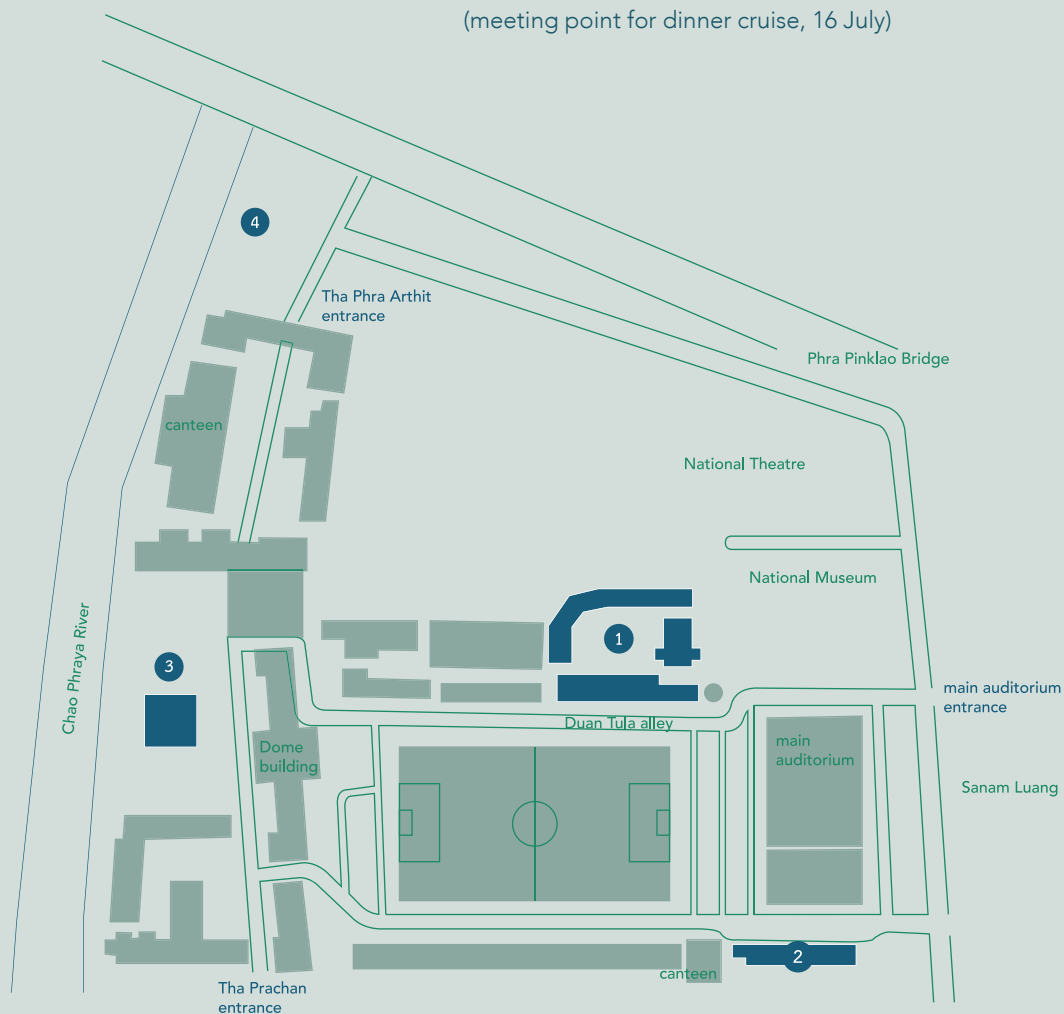 (meeting point for dinner cruise, 16 July)
4
Tha Phra Arthit
entrance
Phra Pinklao Bridge
canteen
National Theatre
National Museum
Chao Phraya River
1
3
main auditorium
entrance
Duan Tula alley
Dome
building
main
auditorium
Sanam Luang
2
canteen
Tha Prachan
entrance